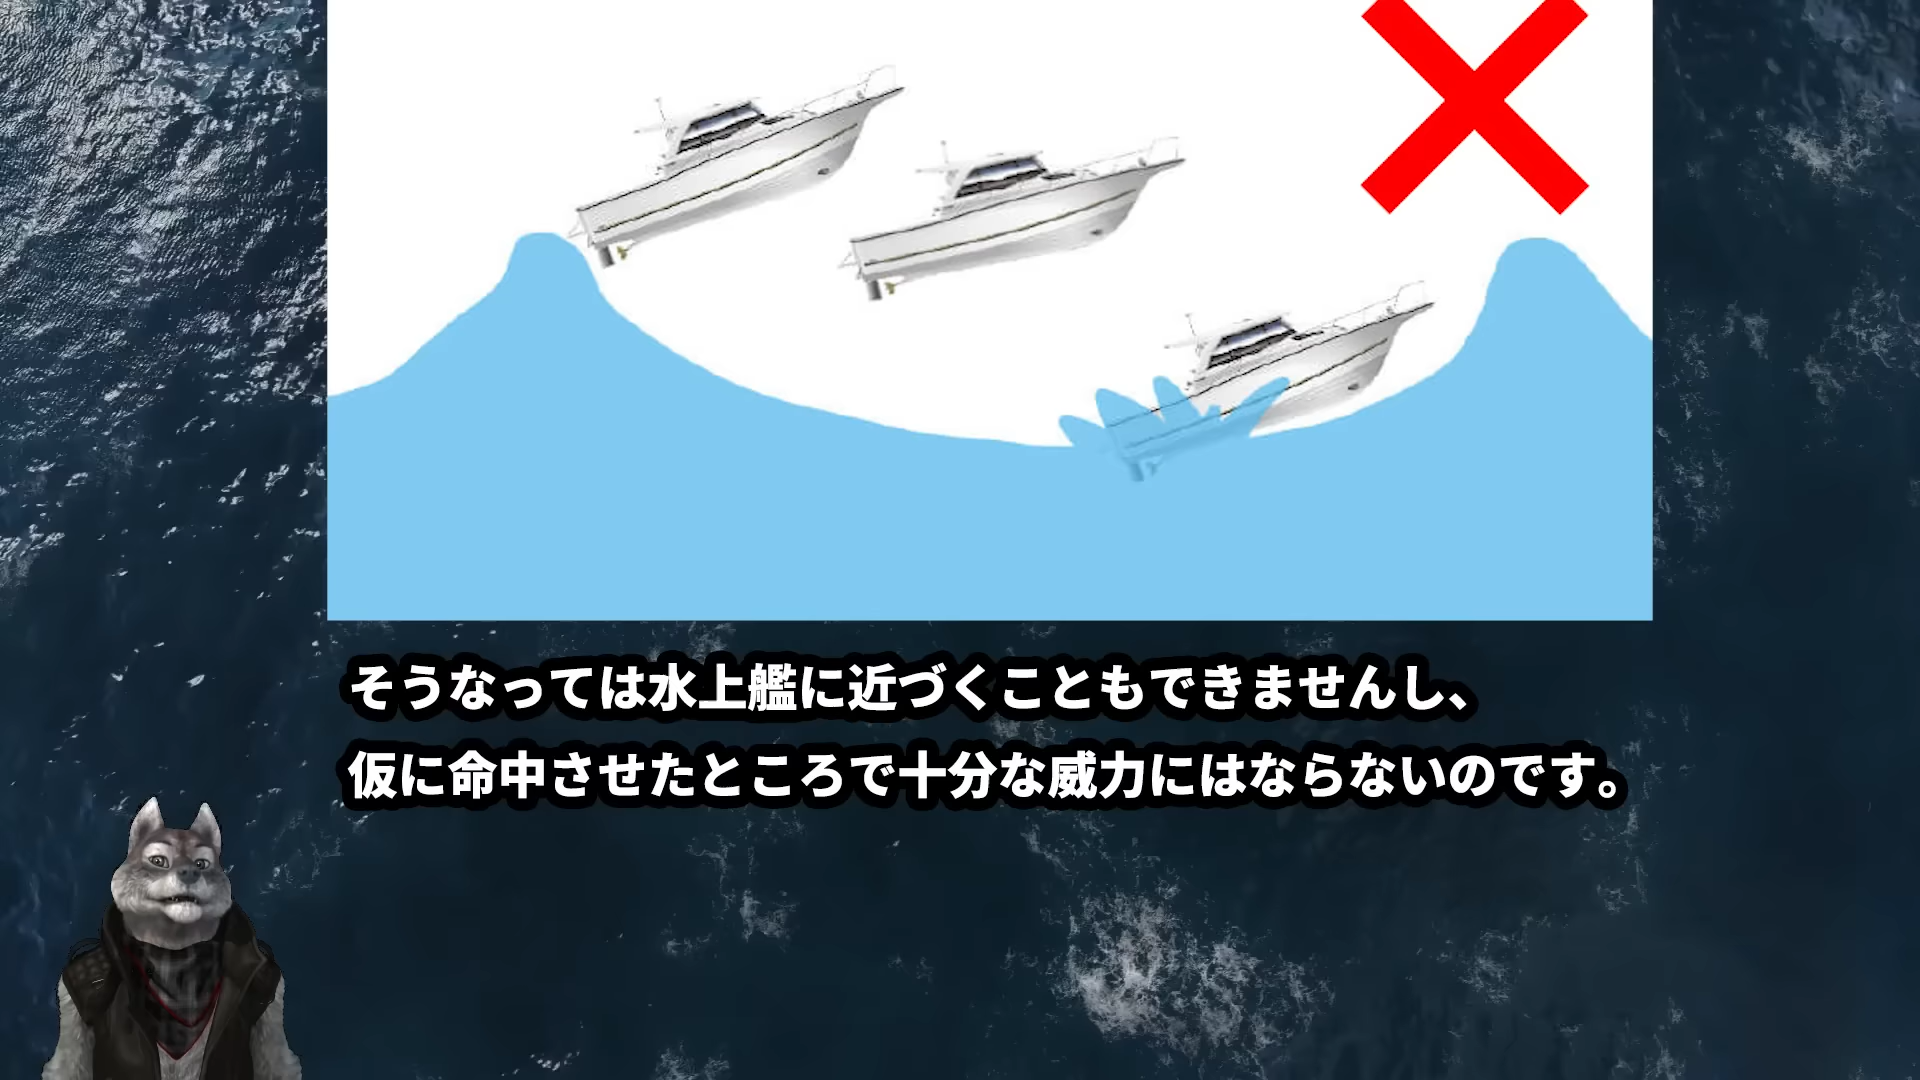 そうなっては水上艦に近づくこともできませんし、
仮に命中させたところで十分な威力にはならないのです。